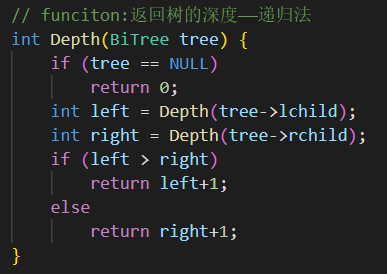 // funciton:返回树的深度——递归法
int Depth(BiTree tree) {
    if (tree == NULL)
        return 0;
    int left = Depth(tree->lchild);
    int right = Depth(tree->rchild);
    if (left > right)
        return left+1;
    else
        return right+1;
}